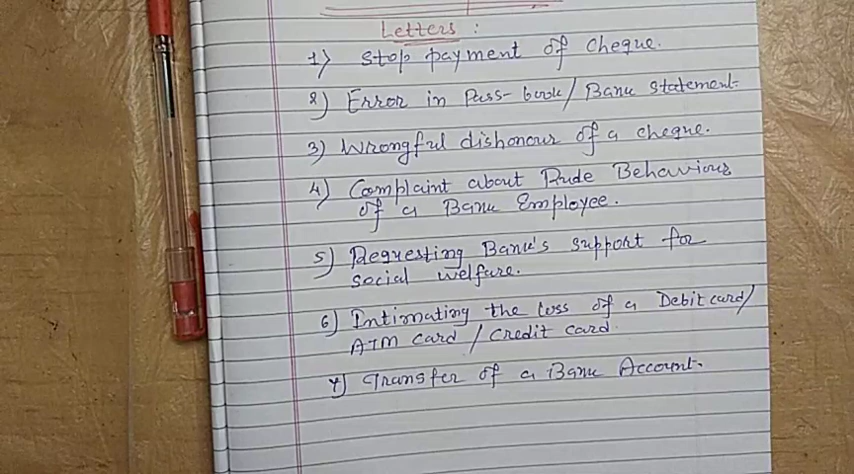 Letters :
1) Stop payment of cheque.
2) Error in Pass-book/Bank statement.
3) Wrongful dishonour of a cheque.
4) Complaint about Rude Behaviour
of a Bank Employee.
5) Requesting Bank's support for
social welfare.
6) Intimating the loss of a Debit card/
ATM card / Credit card.
7) Transfer of a Bank Account.